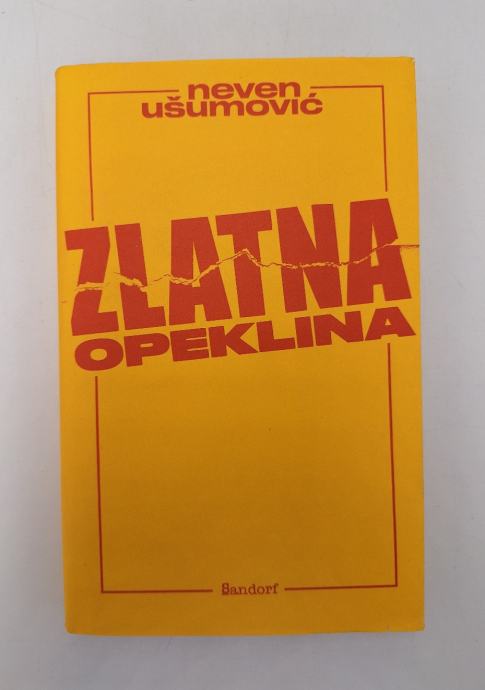 neven
ušumović
ZLATNA
OPEKLINA
Sandorf